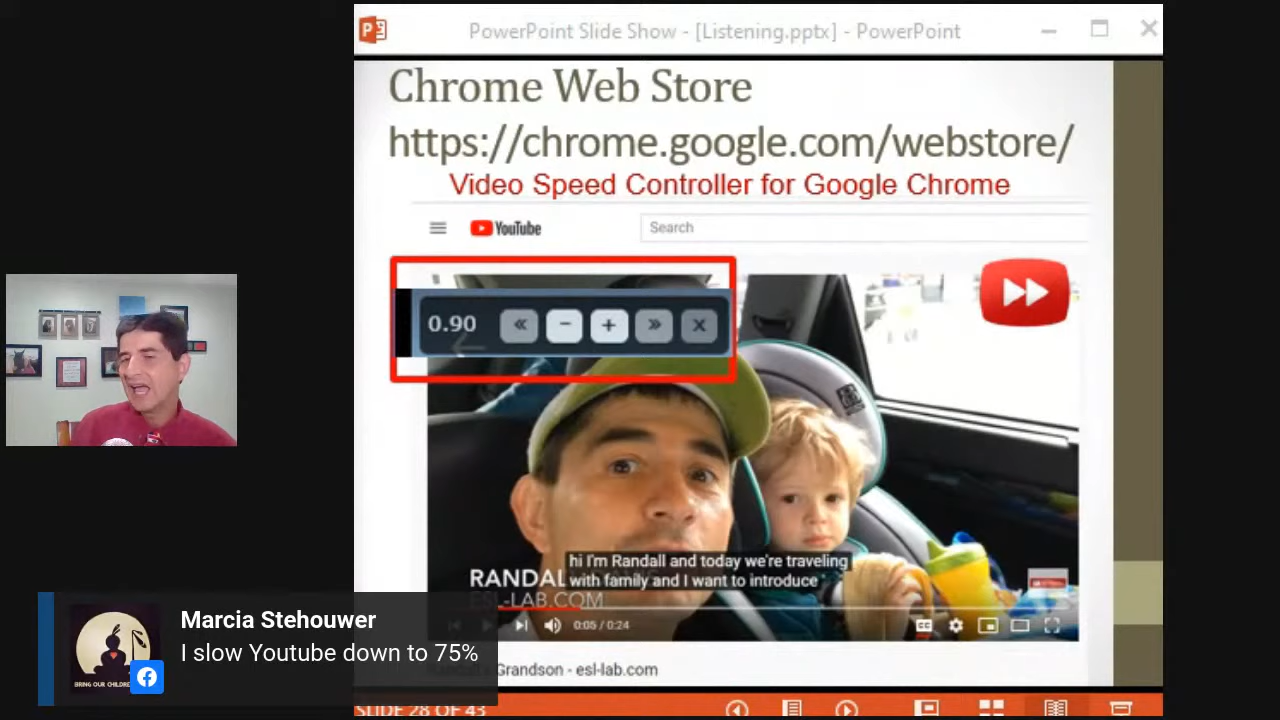 PowerPoint Slide Show - [Listening.pptx] - PowerPoint
Chrome Web Store
https://chrome.google.com/webstore/
Video Speed Controller for Google Chrome
YouTube
Search
0.90 « - + » x
hi I'm Randall and today we're traveling
with family and I want to introduce
RANDAL
ESL-LAB.COM
0:05 / 0:24
Grandson - esl-lab.com
Marcia Stehouwer
I slow Youtube down to 75%
BRING OUR CHILDRE
SLIDE 28 OF 43